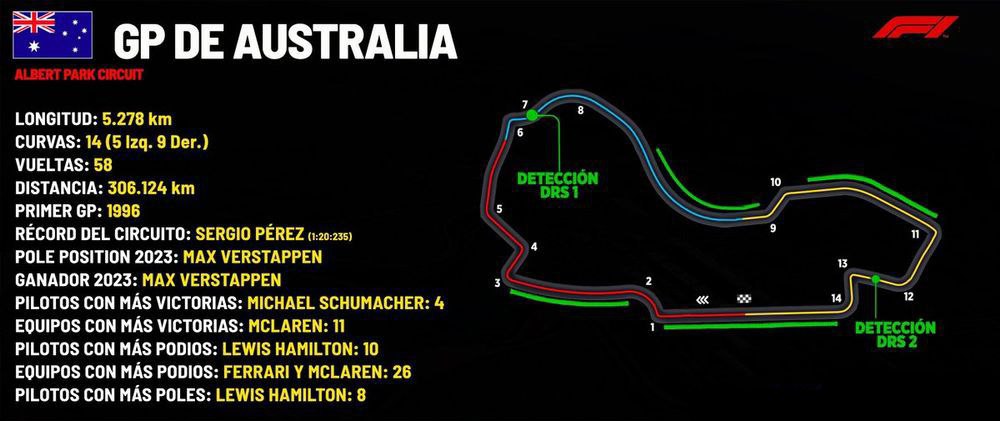 GP DE AUSTRALIA
F1
ALBERT PARK CIRCUIT
LONGITUD: 5.278 km
CURVAS: 14 (5 Izq. 9 Der.)
VUELTAS: 58
DISTANCIA: 306.124 km
PRIMER GP: 1996
RÉCORD DEL CIRCUITO: SERGIO PÉREZ (1:20:235)
POLE POSITION 2023: MAX VERSTAPPEN
GANADOR 2023: MAX VERSTAPPEN
PILOTOS CON MÁS VICTORIAS: MICHAEL SCHUMACHER: 4
EQUIPOS CON MÁS VICTORIAS: MCLAREN: 11
PILOTOS CON MÁS PODIOS: LEWIS HAMILTON: 10
EQUIPOS CON MÁS PODIOS: FERRARI Y MCLAREN: 26
PILOTOS CON MÁS POLES: LEWIS HAMILTON: 8
7
8
6
DETECCIÓN
DRS 1
10
5
9
11
4
13
3
2
12
14
1
DETECCIÓN
DRS 2